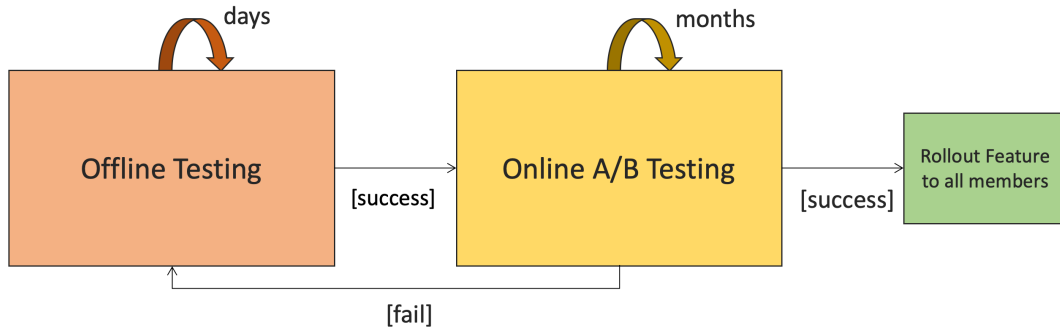 days
months
Offline Testing
[success]
Online A/B Testing
[success]
Rollout Feature
to all members
[fail]